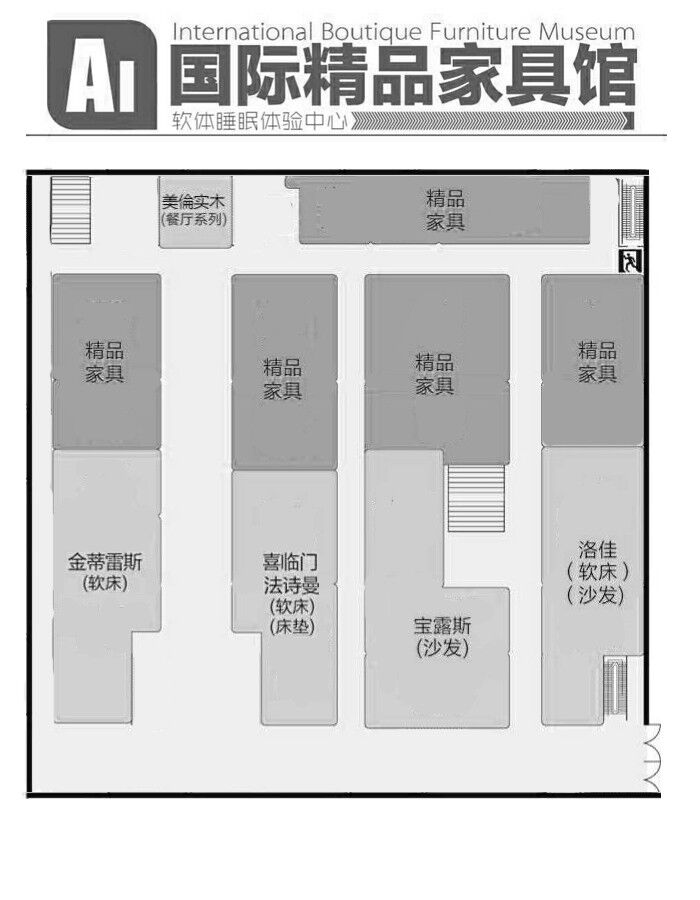 AI
International Boutique Furniture Museum
国际精品家具馆
软体睡眠体验中心
美倫实木
(餐厅系列)
精品
家具
精品
家具
精品
家具
精品
家具
精品
家具
金蒂雷斯
(软床)
喜临门
法诗曼
(软床)
(床垫)
宝露斯
(沙发)
洛佳
(软床)
(沙发)